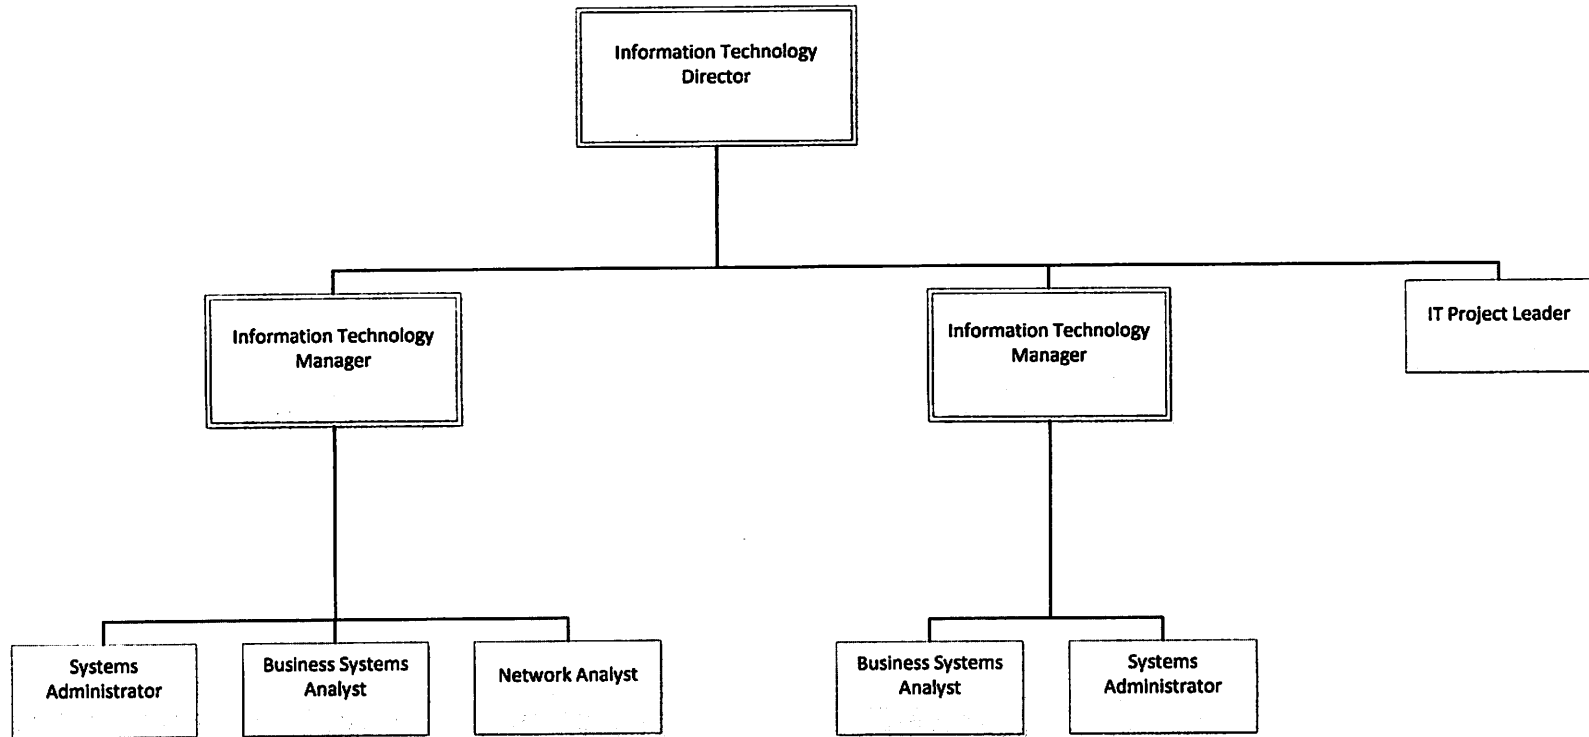 Information Technology
Director
Information Technology
Manager
Information Technology
Manager
IT Project Leader
Systems
Administrator
Business Systems
Analyst
Network Analyst
Business Systems
Analyst
Systems
Administrator